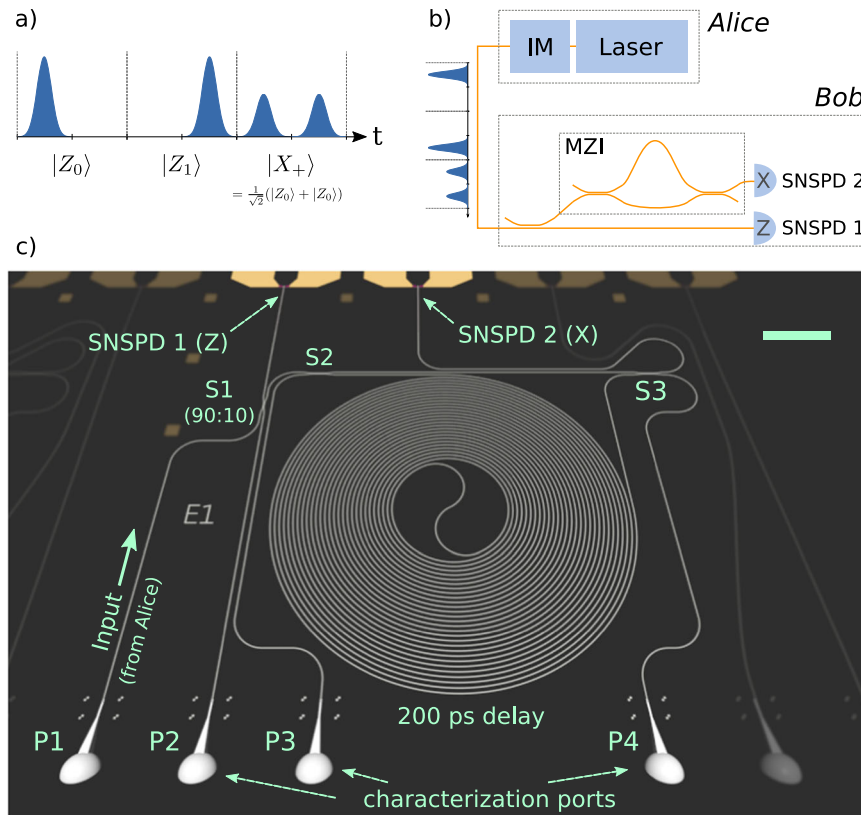 a)
t
|Z₀⟩
|Z₁⟩
|X₊⟩
= 1/√2(|Z₀⟩ + |Z₀⟩)
b)
Alice
IM
Laser
Bob
MZI
X
SNSPD 2
Z
SNSPD 1
c)
SNSPD 1 (Z)
SNSPD 2 (X)
S2
S1
(90:10)
S3
E1
Input
(from Alice)
200 ps delay
P1
P2
P3
P4
characterization ports